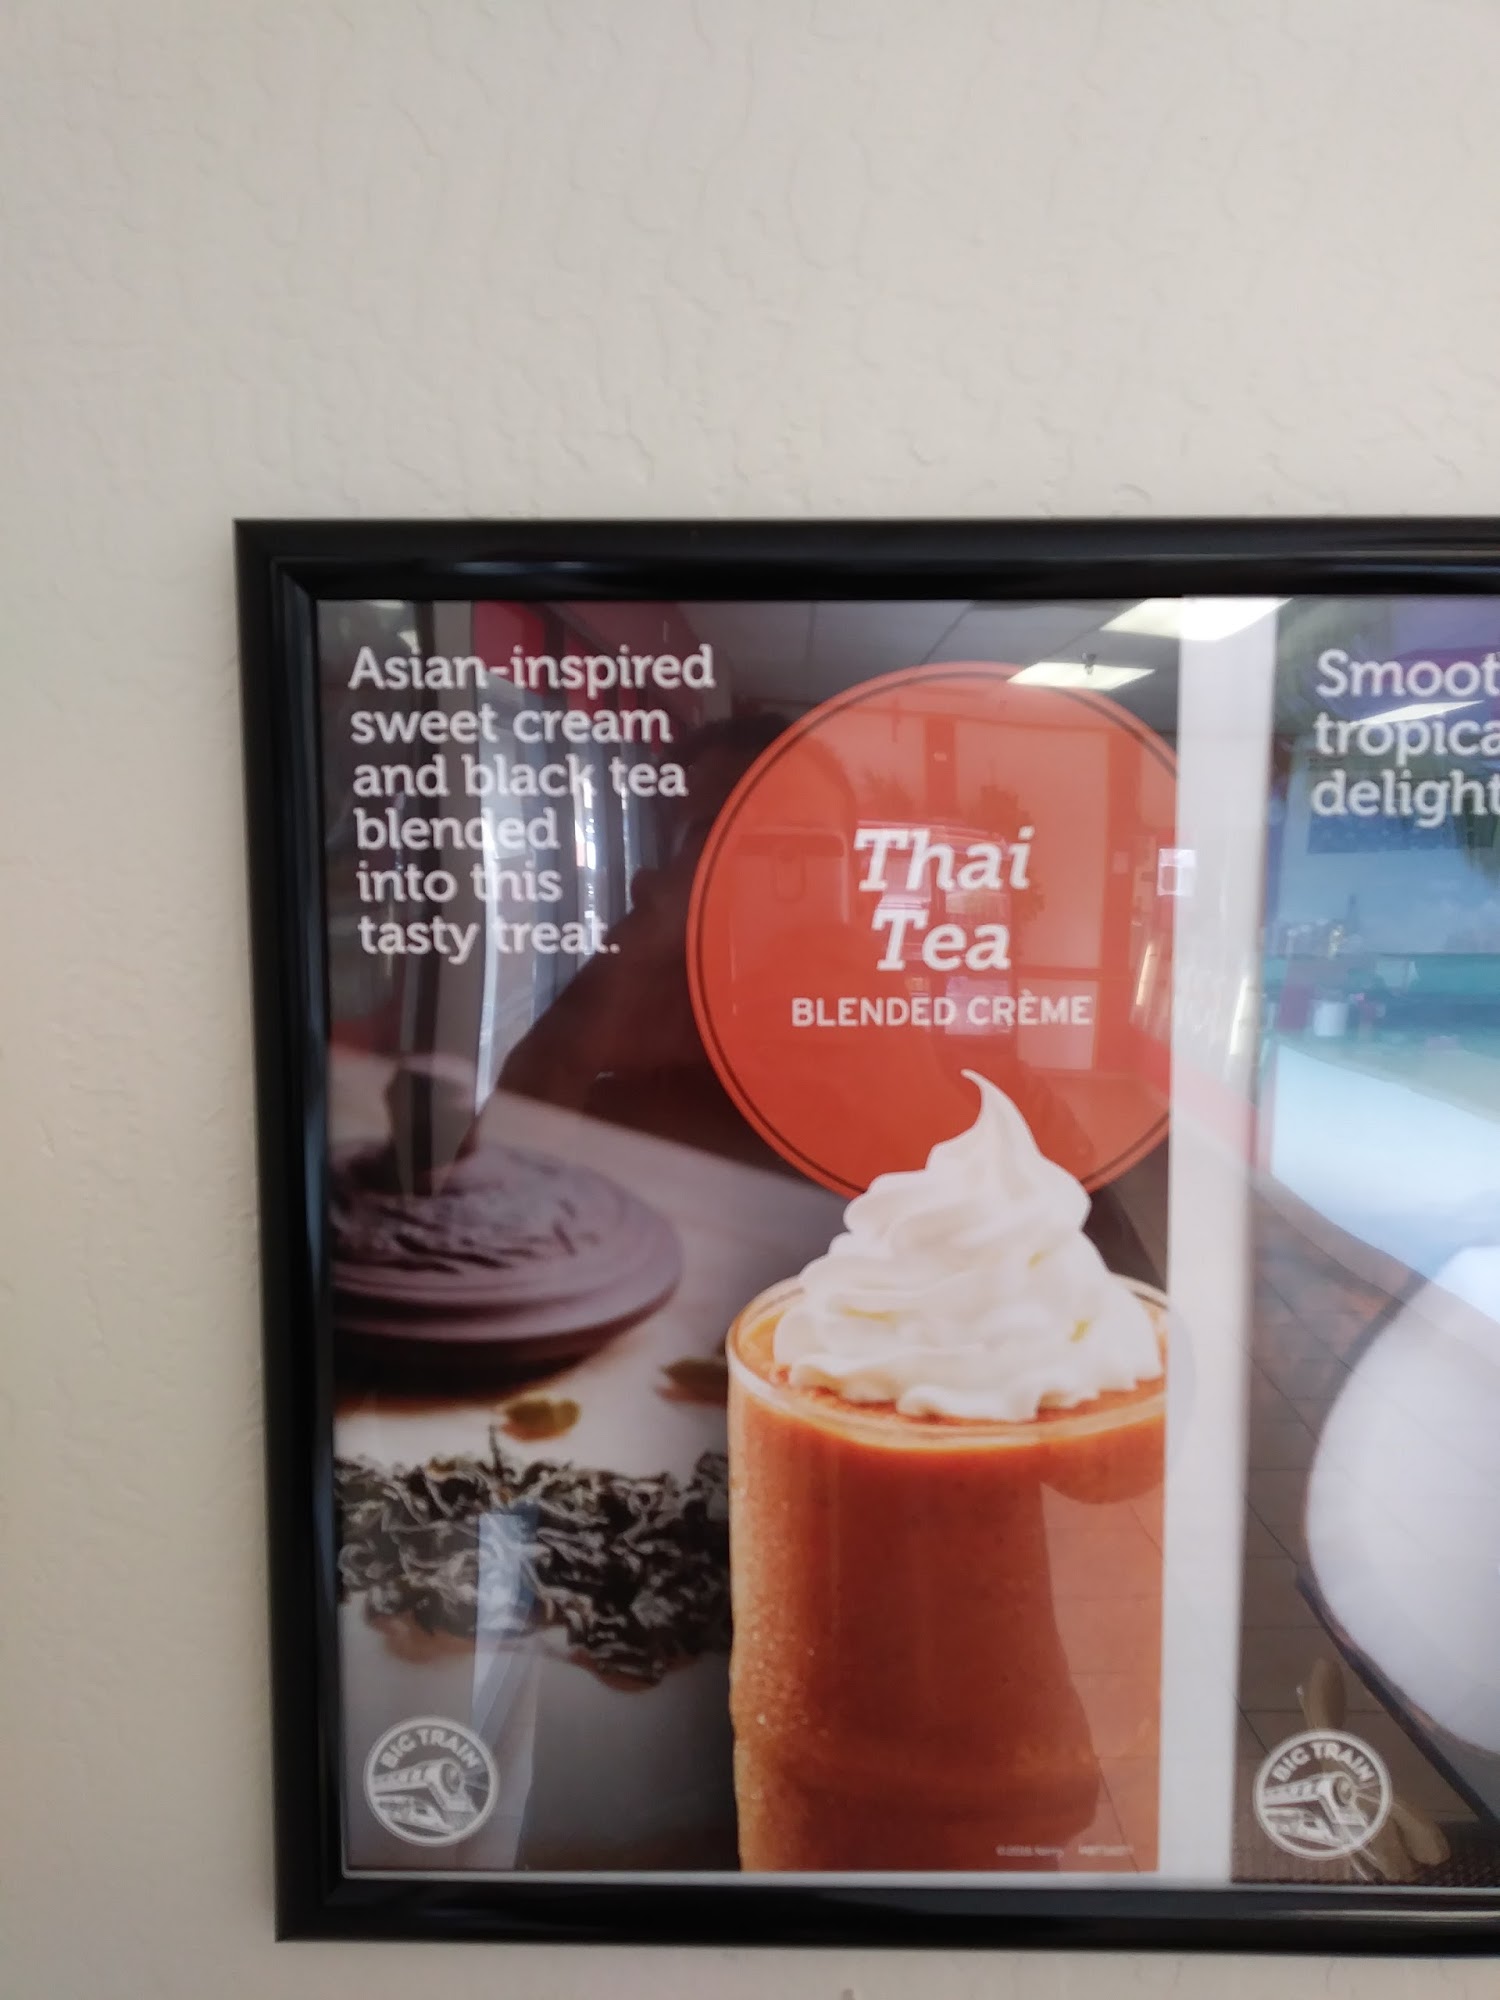 Asian-inspired
sweet cream
and black tea
blended
into this
tasty treat.
Thai
Tea
BLENDED CRÈME
BIG TRAIN
Smoot
tropica
delight
BIG TRAIN